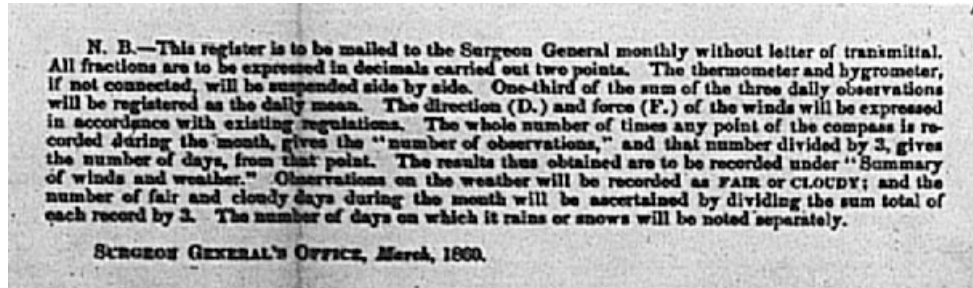 N. B.—This register is to be mailed to the Surgeon General monthly without letter of transmittal.
All fractions are to be expressed in decimals carried out two points. The thermometer and hygrometer,
if not connected, will be suspended side by side. One-third of the sum of the three daily observations
will be registered as the daily mean. The direction (D.) and force (F.) of the winds will be expressed
in accordance with existing regulations. The whole number of times any point of the compass is re-
corded during the month, gives the "number of observations," and that number divided by 3, gives
the number of days, from that point. The results thus obtained are to be recorded under "Summary
of winds and weather." Observations on the weather will be recorded as FAIR or CLOUDY; and the
number of fair and cloudy days during the month will be ascertained by dividing the sum total of
each record by 3. The number of days on which it rains or snows will be noted separately.
SURGEON GENERAL'S OFFICE, March, 1860.